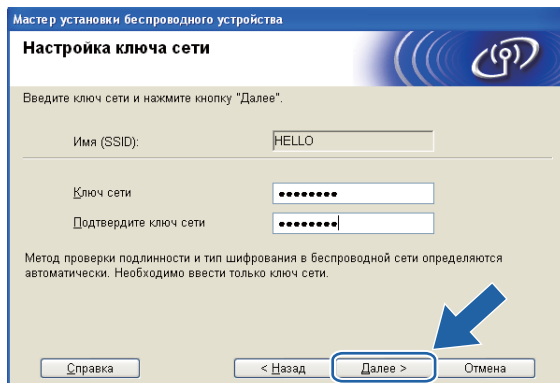 Мастер установки беспроводного устройства
Настройка ключа сети
Введите ключ сети и нажмите кнопку "Далее".
Имя (SSID):
HELLO
Ключ сети
••••••••
Подтвердите ключ сети
••••••••
Метод проверки подлинности и тип шифрования в беспроводной сети определяются
автоматически. Необходимо ввести только ключ сети.
Справка
< Назад
Далее >
Отмена